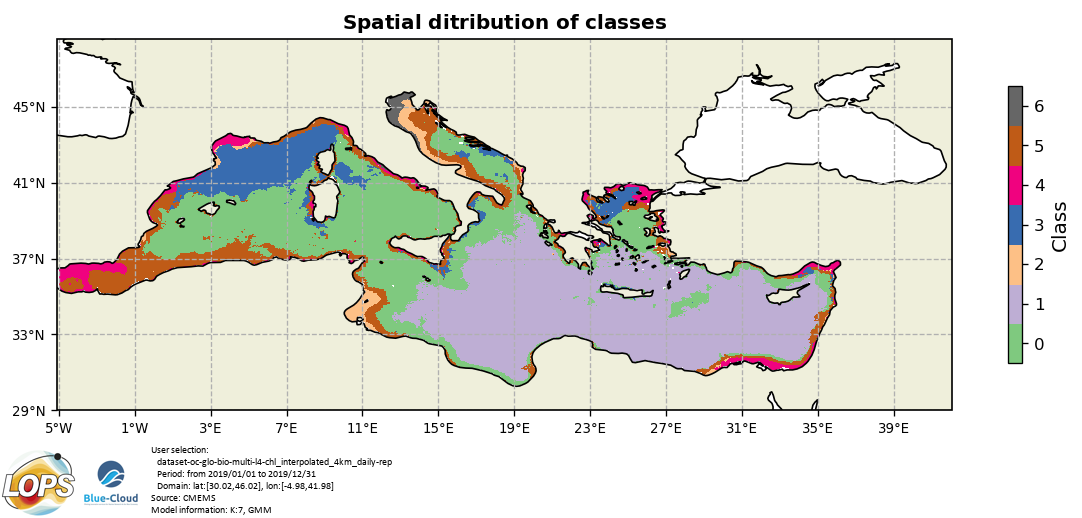 Spatial ditribution of classes
45°N
41°N
37°N
33°N
29°N
5°W 1°W 3°E 7°E 11°E 15°E 19°E 23°E 27°E 31°E 35°E 39°E
6
5
4
3
2
1
0
Class
LOPS
Blue-Cloud
User selection:
dataset-oc-glo-bio-multi-l4-chl_interpolated_4km_daily-rep
Period: from 2019/01/01 to 2019/12/31
Domain: lat:[30.02,46.02], lon:[-4.98,41.98]
Source: CMEMS
Model information: K:7, GMM